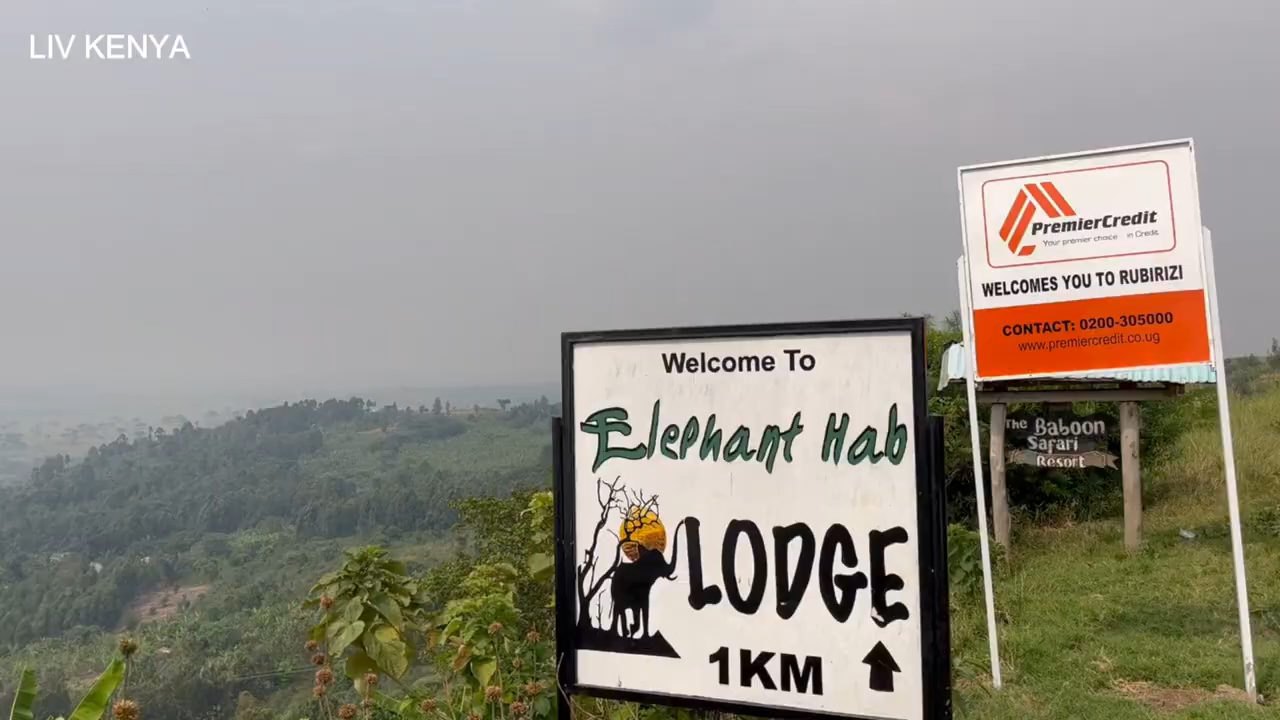 LIV KENYA
Welcome To
Elephant Hab
LODGE
1KM
PremierCredit
Your premier choice in Credit
WELCOMES YOU TO RUBIRIZI
CONTACT: 0200-305000
www.premiercredit.co.ug
The Baboon
Safari
Resort